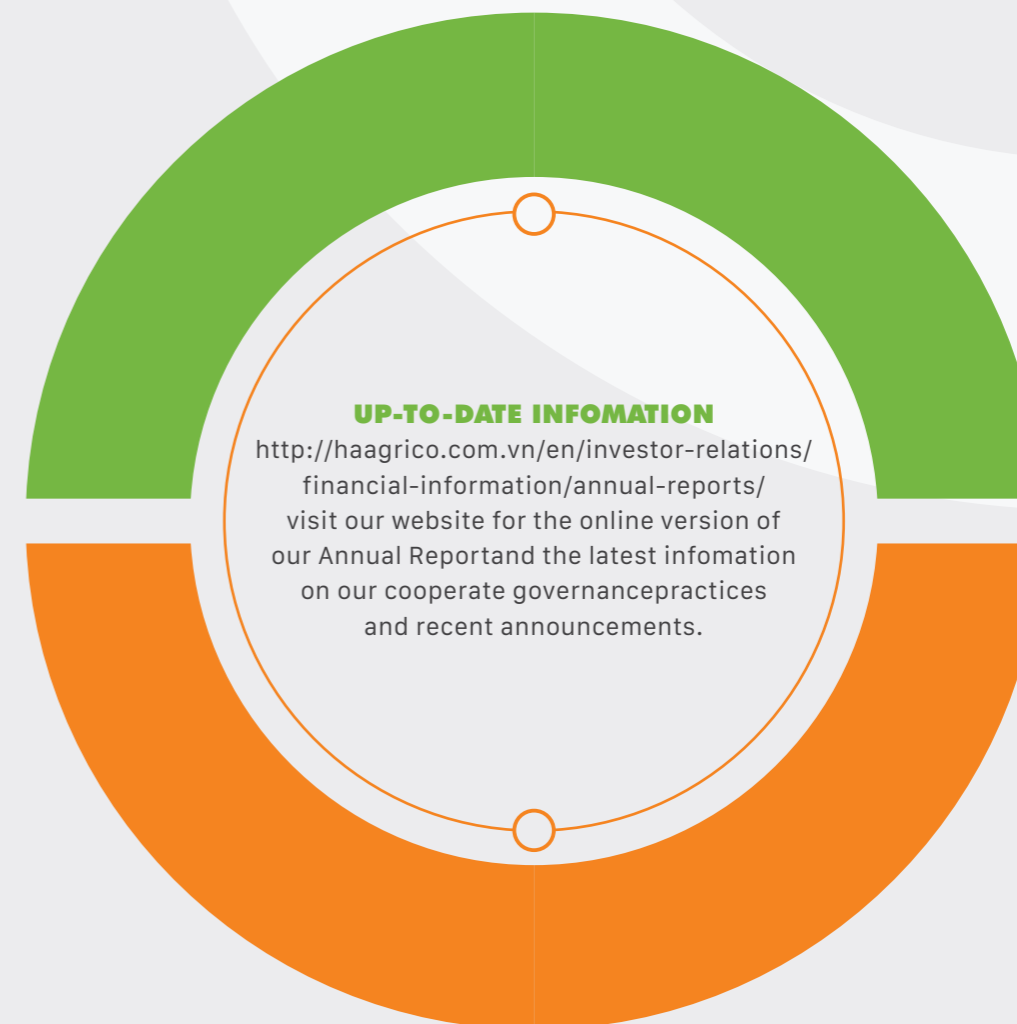 UP-TO-DATE INFOMATION
http://haagrico.com.vn/en/investor-relations/
financial-information/annual-reports/
visit our website for the online version of
our Annual Reportand the latest infomation
on our cooperate governancepractices
and recent announcements.